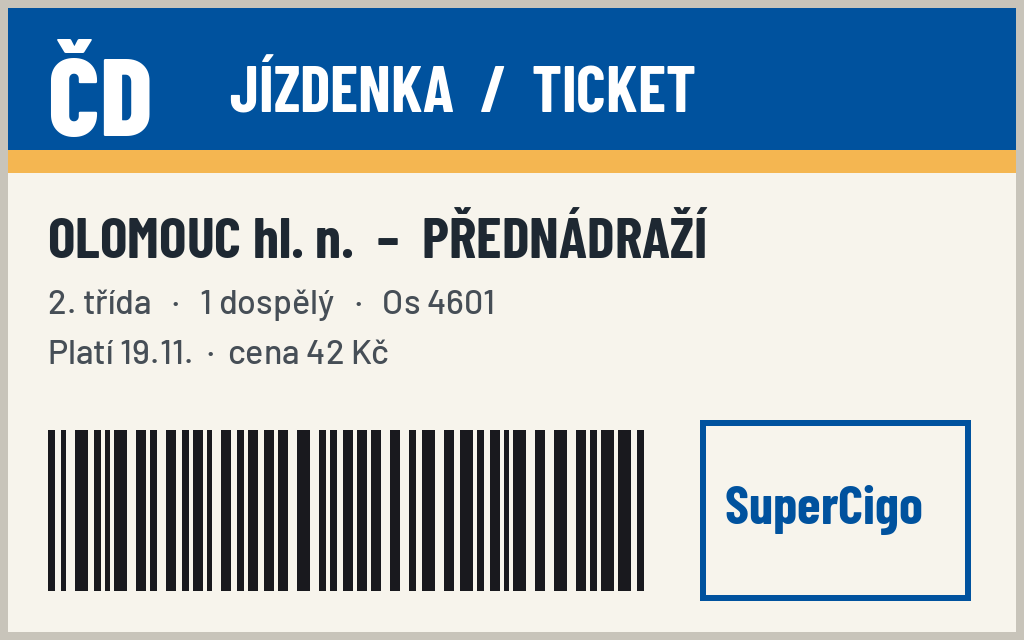 ČD
JÍZDENKA / TICKET
OLOMOUC hl. n. – PŘEDNÁDRAŽÍ
2. třída · 1 dospělý · Os 4601
Platí 19.11. · cena 42 Kč
SuperCigo